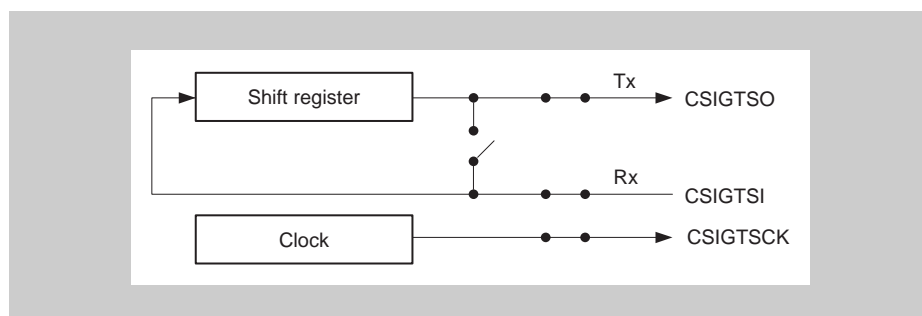 Shift register
Tx
CSIGTSO
Rx
CSIGTSI
Clock
CSIGTSCK